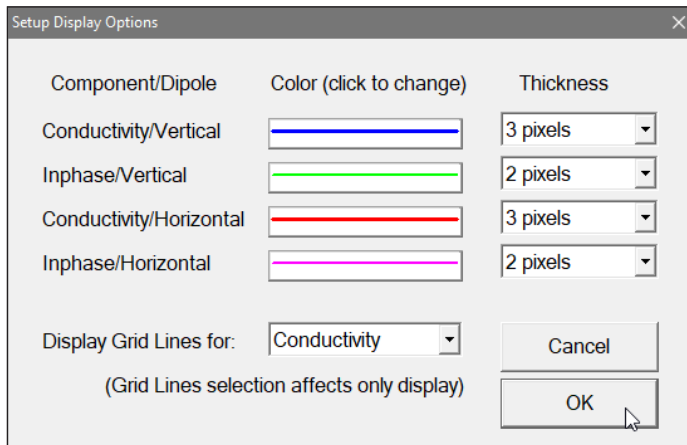 Setup Display Options
Component/Dipole Color (click to change) Thickness
Conductivity/Vertical 3 pixels
Inphase/Vertical 2 pixels
Conductivity/Horizontal 3 pixels
Inphase/Horizontal 2 pixels
Display Grid Lines for: Conductivity Cancel
(Grid Lines selection affects only display)
OK